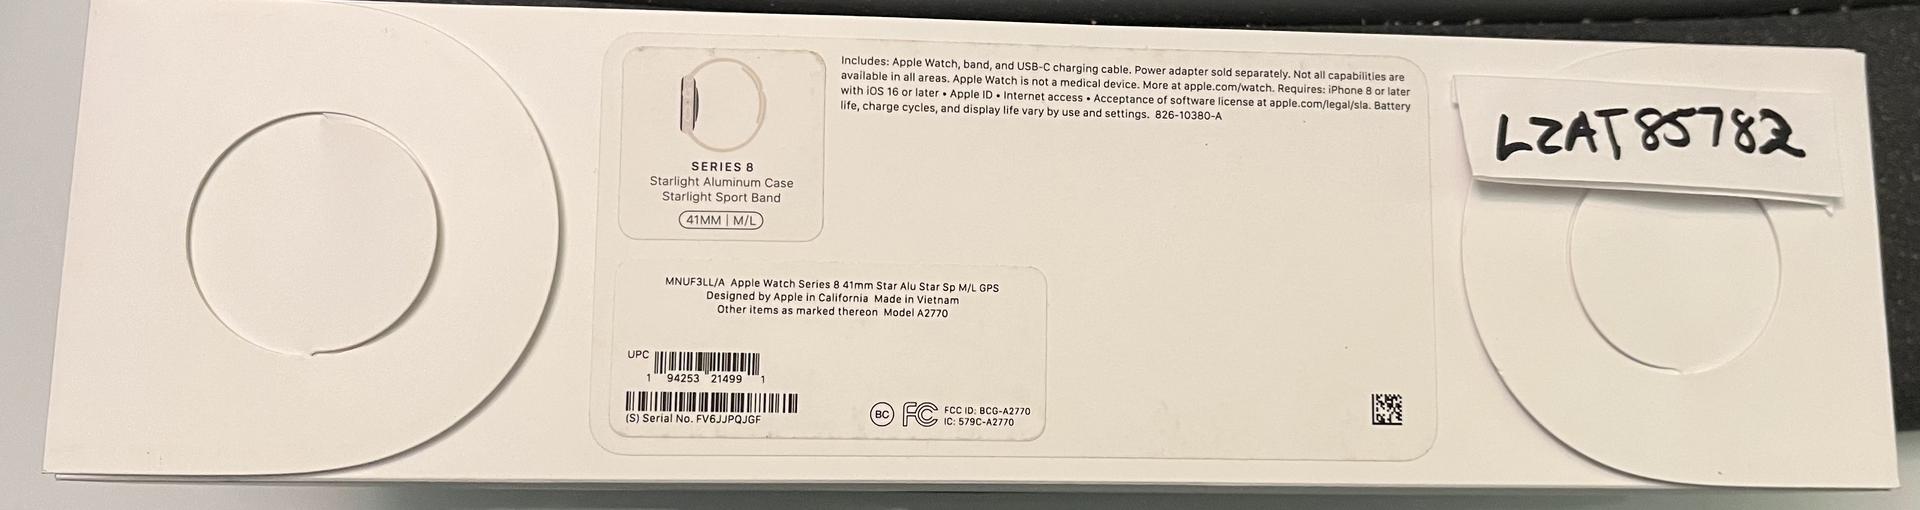 Includes: Apple Watch, band, and USB-C charging cable. Power adapter sold separately. Not all capabilities are
available in all areas. Apple Watch is not a medical device. More at apple.com/watch. Requires: iPhone 8 or later
with iOS 16 or later • Apple ID • Internet access • Acceptance of software license at apple.com/legal/sla. Battery
life, charge cycles, and display life vary by use and settings. 826-10380-A
LZAT85782
SERIES 8
Starlight Aluminum Case
Starlight Sport Band
41MM | M/L
MNUF3LL/A Apple Watch Series 8 41mm Star Alu Star Sp M/L GPS
Designed by Apple in California Made in Vietnam
Other items as marked thereon Model A2770
UPC
1 94253 21499 1
(S) Serial No. FV6JJPQJGF
BC
FC
FCC ID: BCG-A2770
IC: 579C-A2770